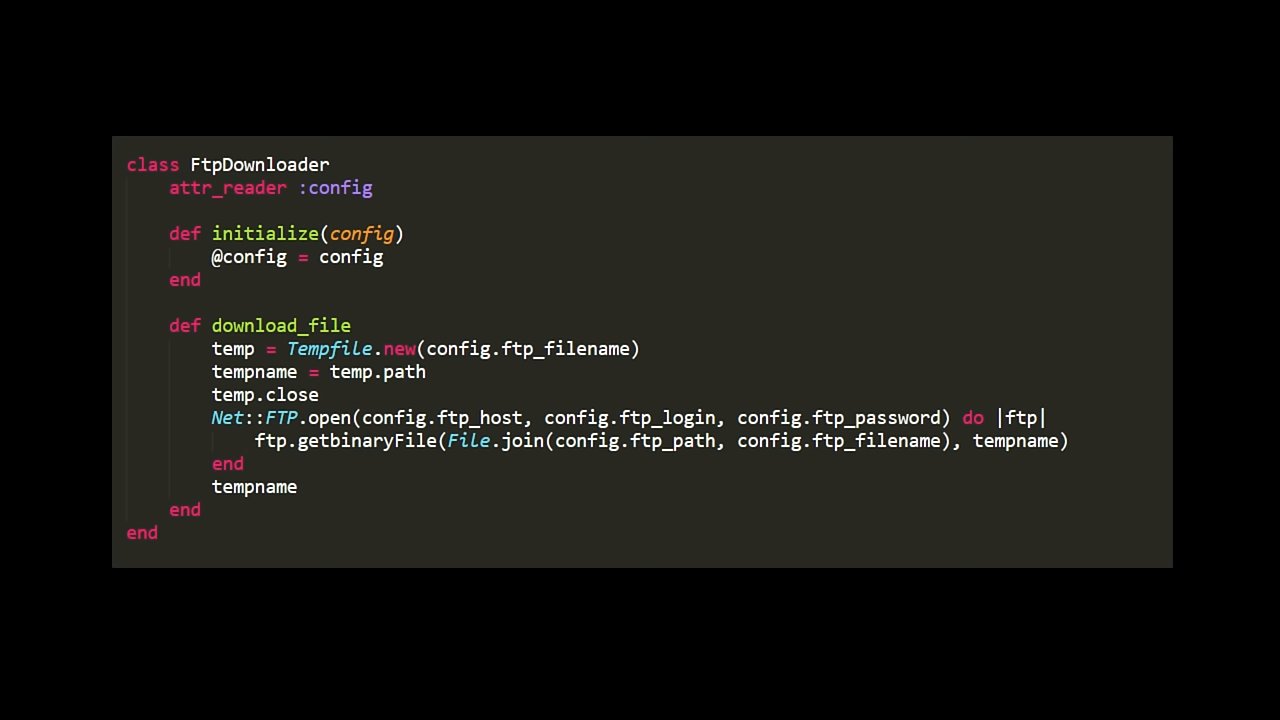 class FtpDownloader
    attr_reader :config

    def initialize(config)
        @config = config
    end

    def download_file
        temp = Tempfile.new(config.ftp_filename)
        tempname = temp.path
        temp.close
        Net::FTP.open(config.ftp_host, config.ftp_login, config.ftp_password) do |ftp|
            ftp.getbinaryFile(File.join(config.ftp_path, config.ftp_filename), tempname)
        end
        tempname
    end
end